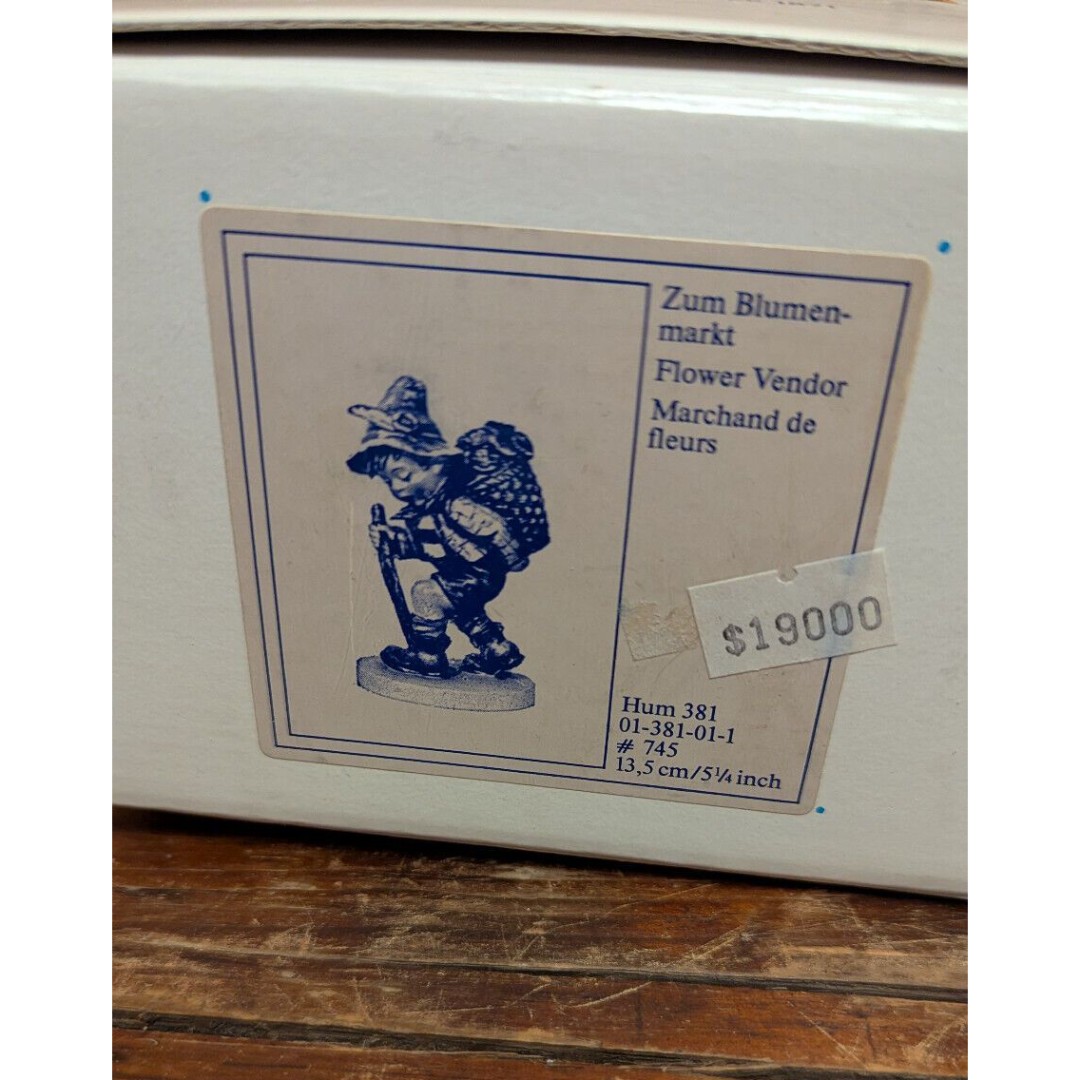 Zum Blumen-
markt
Flower Vendor
Marchand de
fleurs
$19000
Hum 381
01-381-01-1
# 745
13,5 cm/5¼ inch